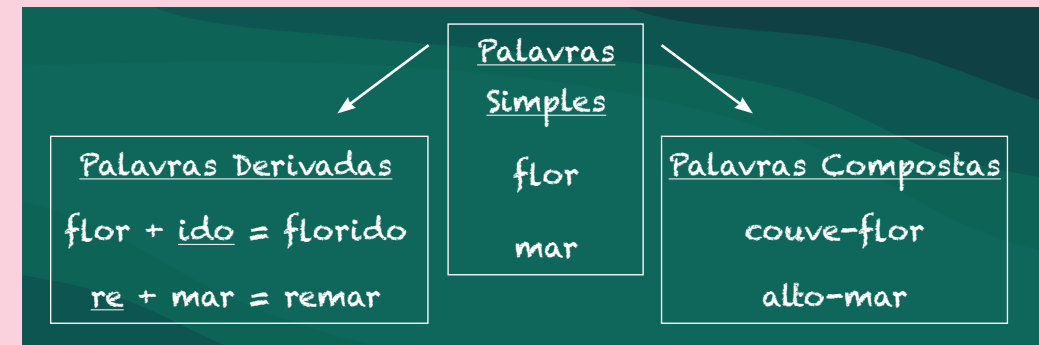 Palavras
Simples
flor
mar
Palavras Derivadas
flor + ido = florido
re + mar = remar
Palavras Compostas
couve-flor
alto-mar